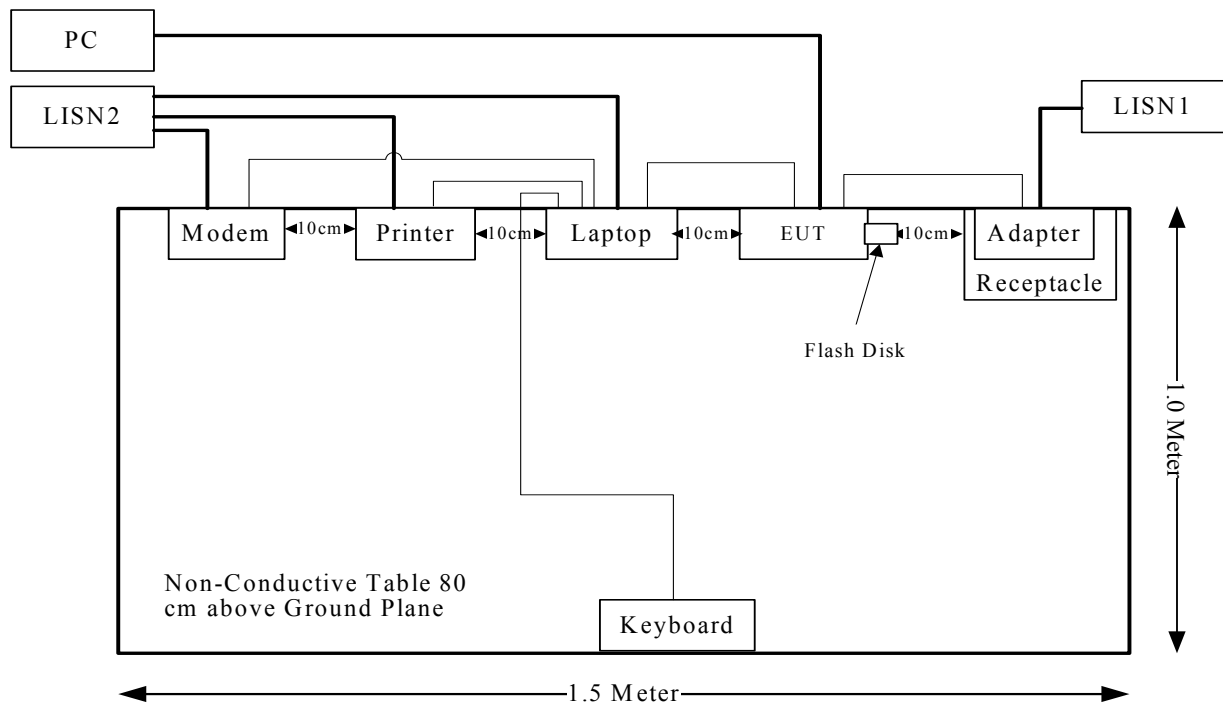 PC
LISN2
LISN1
Modem
10cm
Printer
10cm
Laptop
10cm
EUT
10cm
Adapter
Receptacle
Flash Disk
1.0 Meter
Non-Conductive Table 80
cm above Ground Plane
Keyboard
1.5 Meter